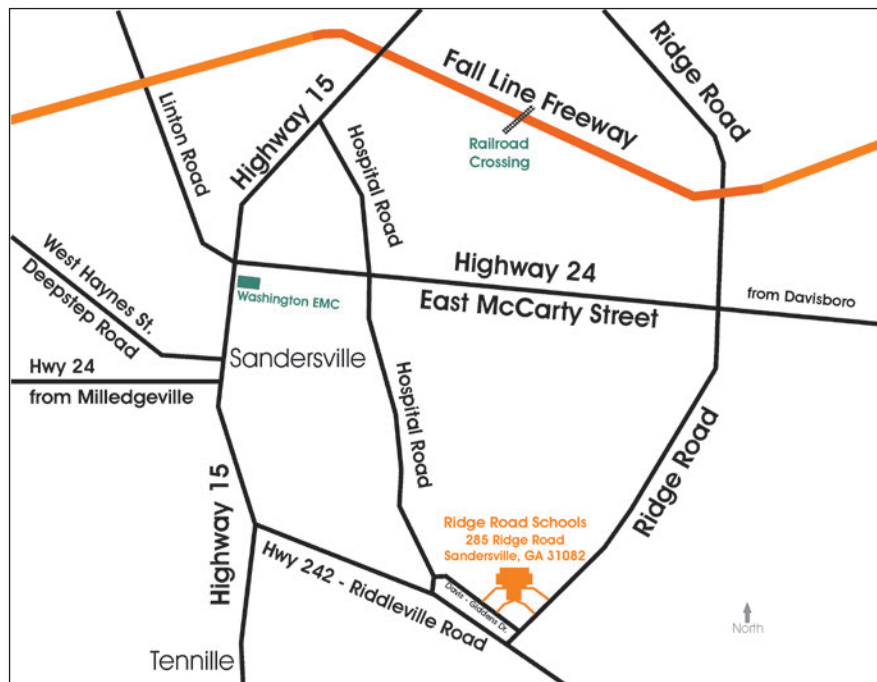 Ridge Road
Fall Line Freeway
Highway 15
Linton Road
Hospital Road
Railroad
Crossing
West Haynes St.
Deepstep Road
Highway 24
East McCarty Street
from Davisboro
Washington EMC
Sandersville
Hwy 24
from Milledgeville
Hospital Road
Ridge Road
Highway 15
Ridge Road Schools
285 Ridge Road
Sandersville, GA 31082
Hwy 242 - Riddleville Road
Davis - Giddens Dr.
North
Tennille